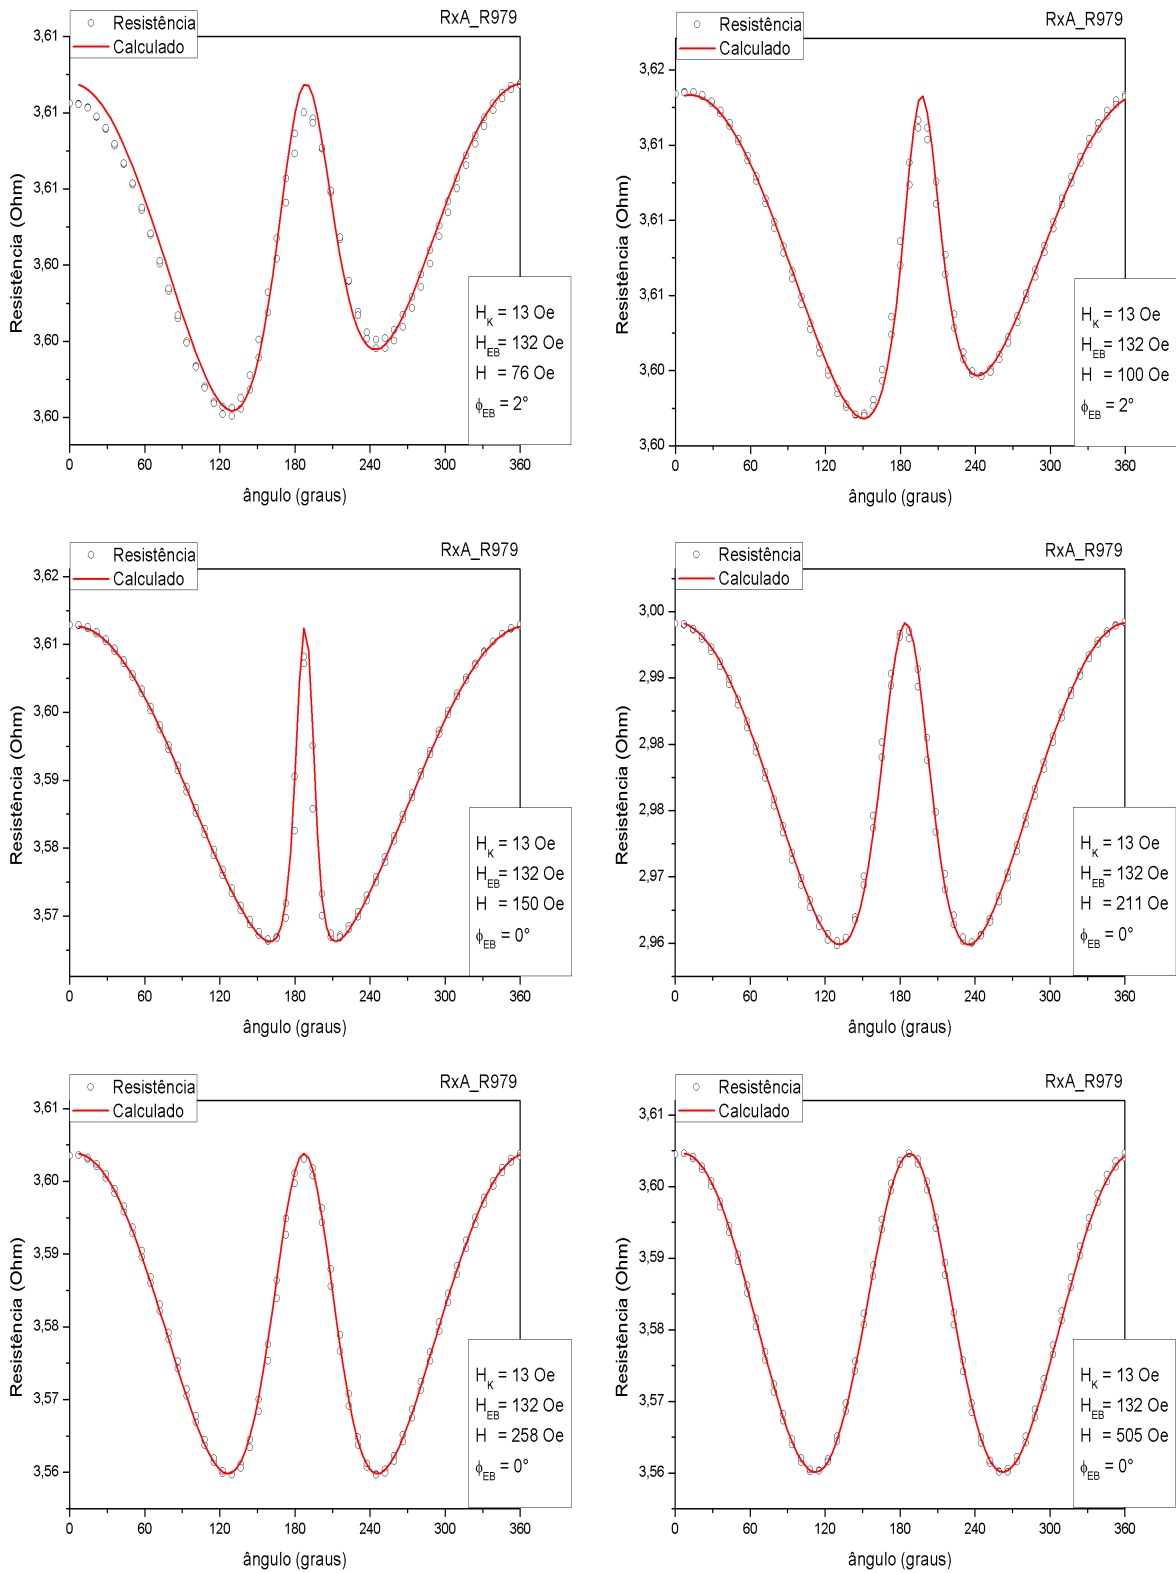 RxA_R979
Resistência
Calculado
3,61
3,61
3,61
3,60
3,60
3,60
Resistência (Ohm)
H_K = 13 Oe
H_EB= 132 Oe
H = 76 Oe
ϕ_EB = 2°
0 60 120 180 240 300 360
ângulo (graus)
RxA_R979
Resistência
Calculado
3,62
3,61
3,61
3,61
3,60
3,60
Resistência (Ohm)
H_K = 13 Oe
H_EB= 132 Oe
H = 100 Oe
ϕ_EB = 2°
0 60 120 180 240 300 360
ângulo (graus)
RxA_R979
Resistência
Calculado
3,62
3,61
3,60
3,59
3,58
3,57
Resistência (Ohm)
H_K = 13 Oe
H_EB= 132 Oe
H = 150 Oe
ϕ_EB = 0°
0 60 120 180 240 300 360
ângulo (graus)
RxA_R979
Resistência
Calculado
3,00
2,99
2,98
2,98
2,97
2,96
Resistência (Ohm)
H_K = 13 Oe
H_EB= 132 Oe
H = 211 Oe
ϕ_EB = 0°
0 60 120 180 240 300 360
ângulo (graus)
RxA_R979
Resistência
Calculado
3,61
3,60
3,59
3,58
3,57
3,56
Resistência (Ohm)
H_K = 13 Oe
H_EB= 132 Oe
H = 258 Oe
ϕ_EB = 0°
0 60 120 180 240 300 360
ângulo (graus)
RxA_R979
Resistência
Calculado
3,61
3,60
3,59
3,58
3,57
3,56
Resistência (Ohm)
H_K = 13 Oe
H_EB= 132 Oe
H = 505 Oe
ϕ_EB = 0°
0 60 120 180 240 300 360
ângulo (graus)